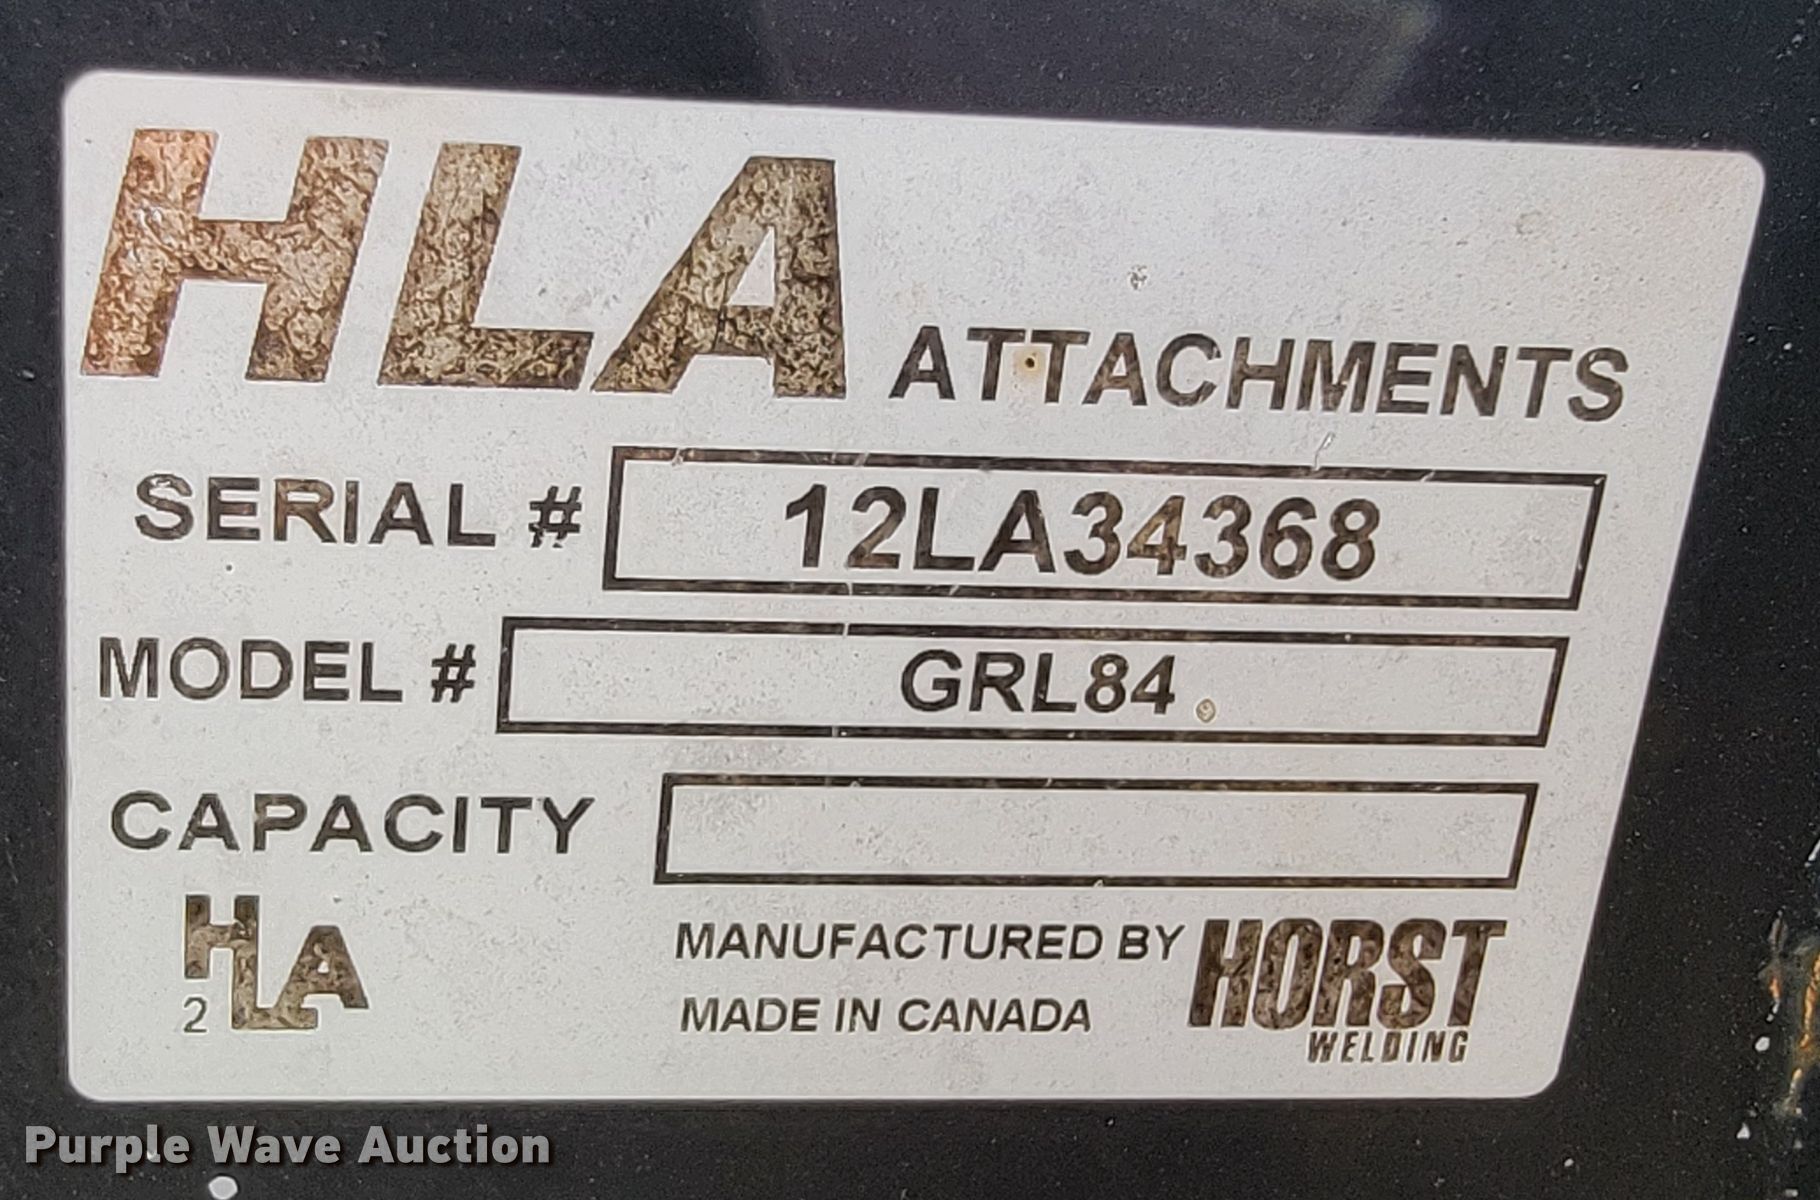 HLA ATTACHMENTS
SERIAL # 12LA34368
MODEL # GRL84
CAPACITY
HLA
2
MANUFACTURED BY HORST
WELDING
MADE IN CANADA
Purple Wave Auction